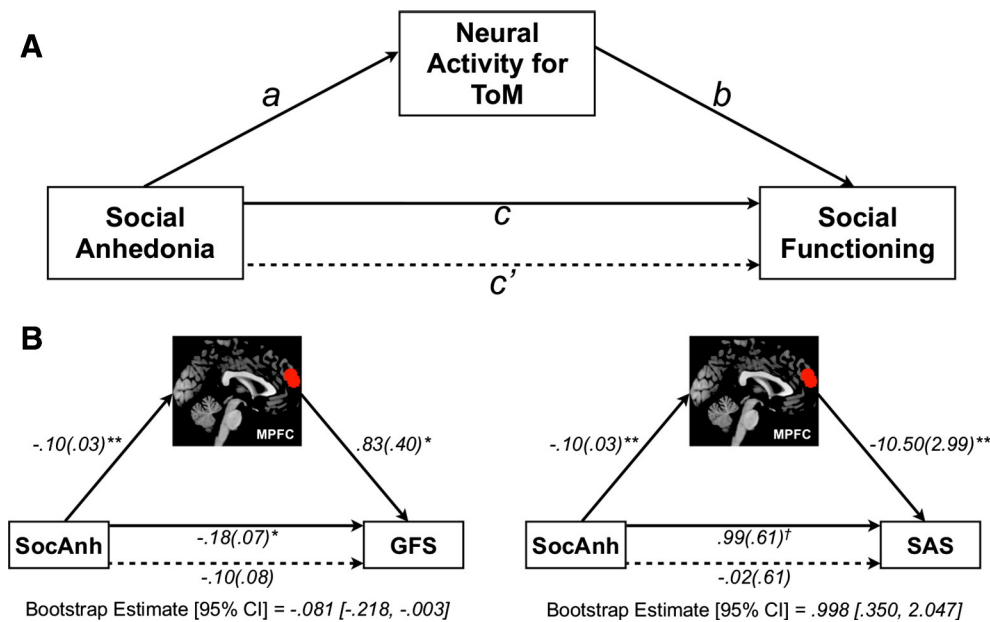 A
Neural
Activity for
ToM
a
b
Social
Anhedonia
c
Social
Functioning
c’
B
MPFC
-.10(.03)**
.83(.40)*
SocAnh
-.18(.07)*
GFS
-.10(.08)
Bootstrap Estimate [95% CI] = -.081 [-.218, -.003]
MPFC
-.10(.03)**
-10.50(2.99)**
SocAnh
.99(.61)†
SAS
-.02(.61)
Bootstrap Estimate [95% CI] = .998 [.350, 2.047]